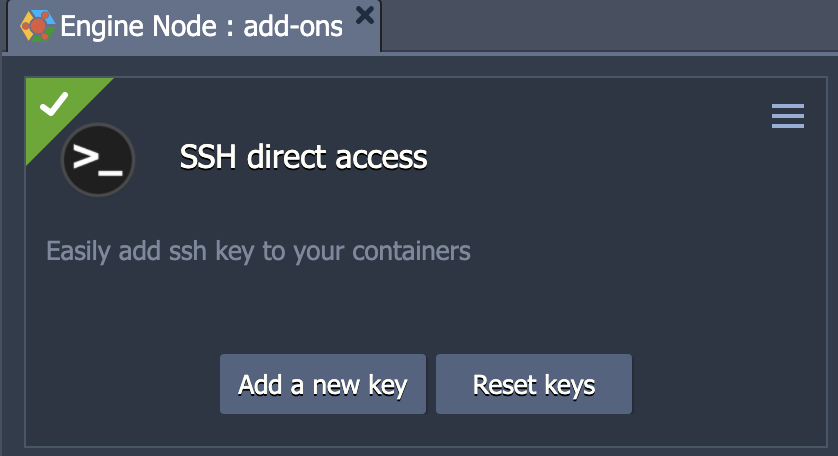 Engine Node : add-ons
SSH direct access
Easily add ssh key to your containers
Add a new key
Reset keys